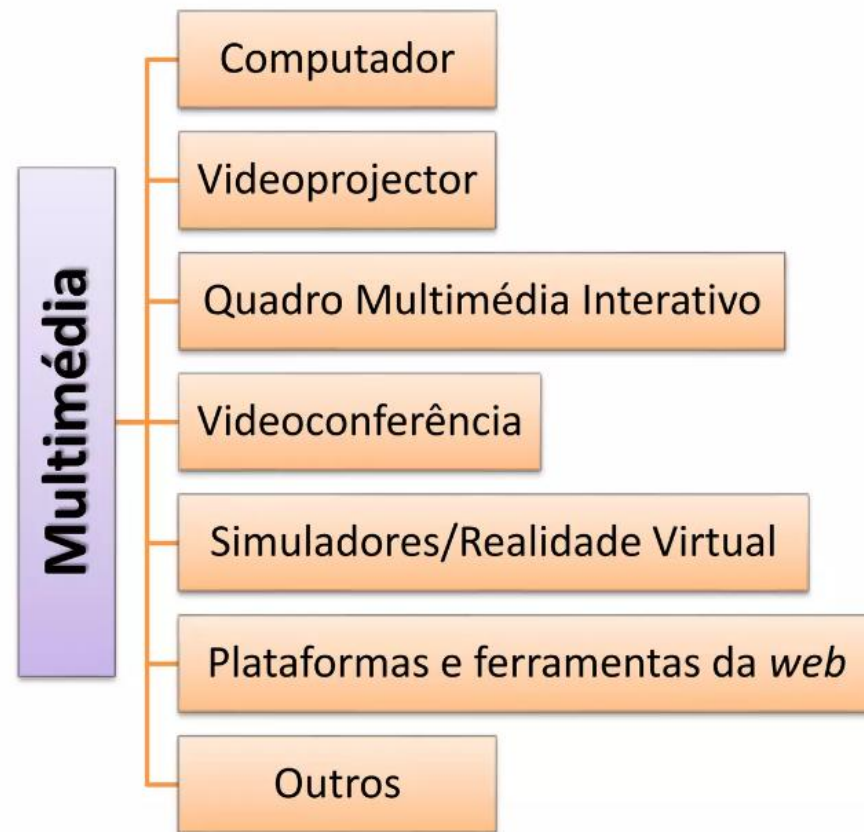 Multimédia
Computador
Videoprojector
Quadro Multimédia Interativo
Videoconferência
Simuladores/Realidade Virtual
Plataformas e ferramentas da web
Outros